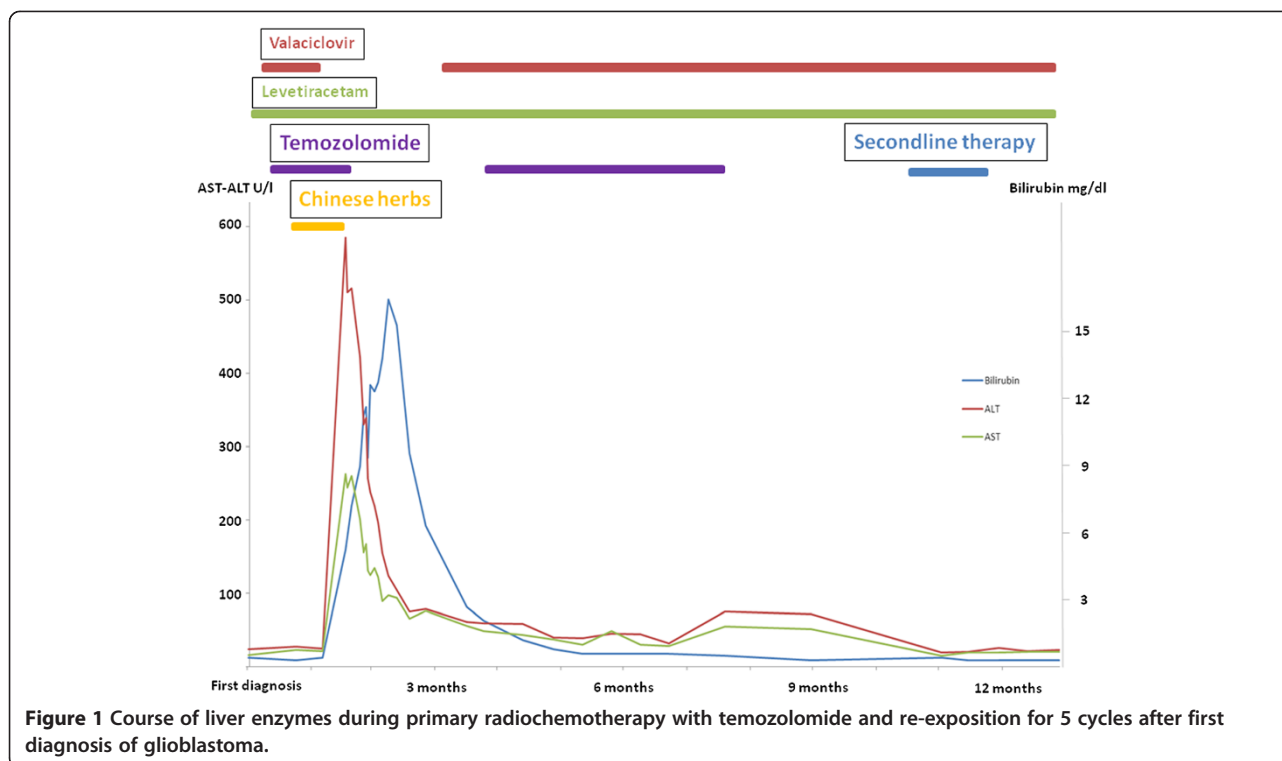 Valaciclovir
Levetiracetam
Temozolomide
Secondline therapy
AST-ALT U/l
Bilirubin mg/dl
Chinese herbs
600
500
400
300
200
100
15
12
9
6
3
Bilirubin
ALT
AST
First diagnosis
3 months
6 months
9 months
12 months
Figure 1 Course of liver enzymes during primary radiochemotherapy with temozolomide and re-exposition for 5 cycles after first
diagnosis of glioblastoma.